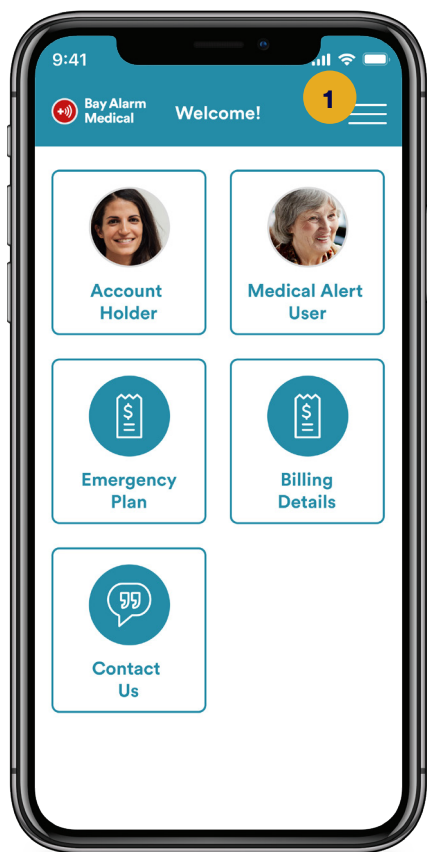 9:41
Bay Alarm
Medical
Welcome!
1
Account
Holder
Medical Alert
User
$
Emergency
Plan
$
Billing
Details
Contact
Us